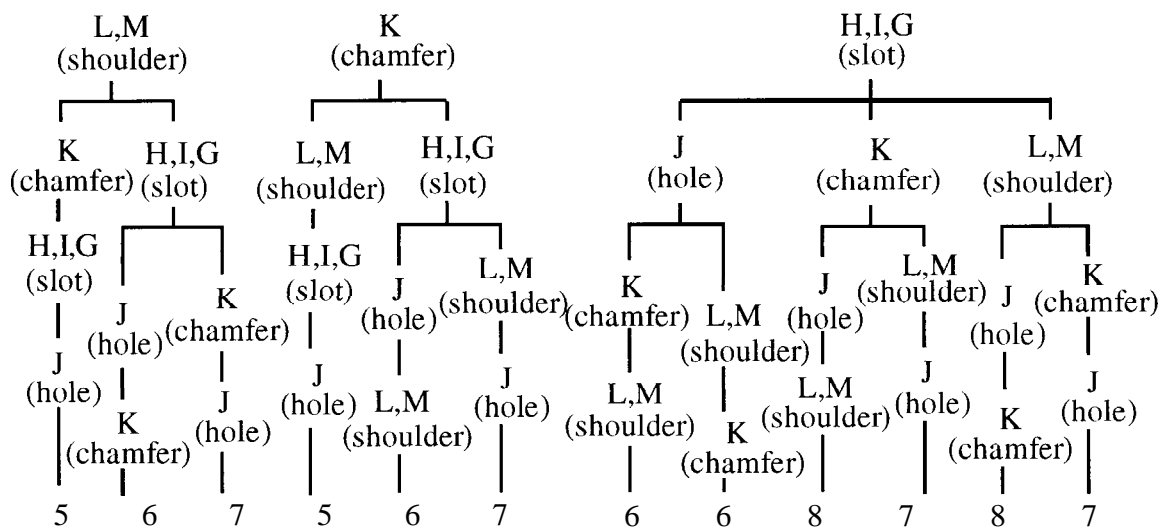 L,M
(shoulder)
K
(chamfer)
H,I,G
(slot)
K
(chamfer)
H,I,G
(slot)
L,M
(shoulder)
H,I,G
(slot)
J
(hole)
K
(chamfer)
L,M
(shoulder)
H,I,G
(slot)
J
(hole)
K
(chamfer)
H,I,G
(slot)
J
(hole)
L,M
(shoulder)
K
(chamfer)
L,M
(shoulder)
J
(hole)
L,M
(shoulder)
J
(hole)
K
(chamfer)
J
(hole)
K
(chamfer)
J
(hole)
J
(hole)
L,M
(shoulder)
J
(hole)
L,M
(shoulder)
K
(chamfer)
L,M
(shoulder)
J
(hole)
K
(chamfer)
J
(hole)
5 6 7 5 6 7 6 6 8 7 8 7